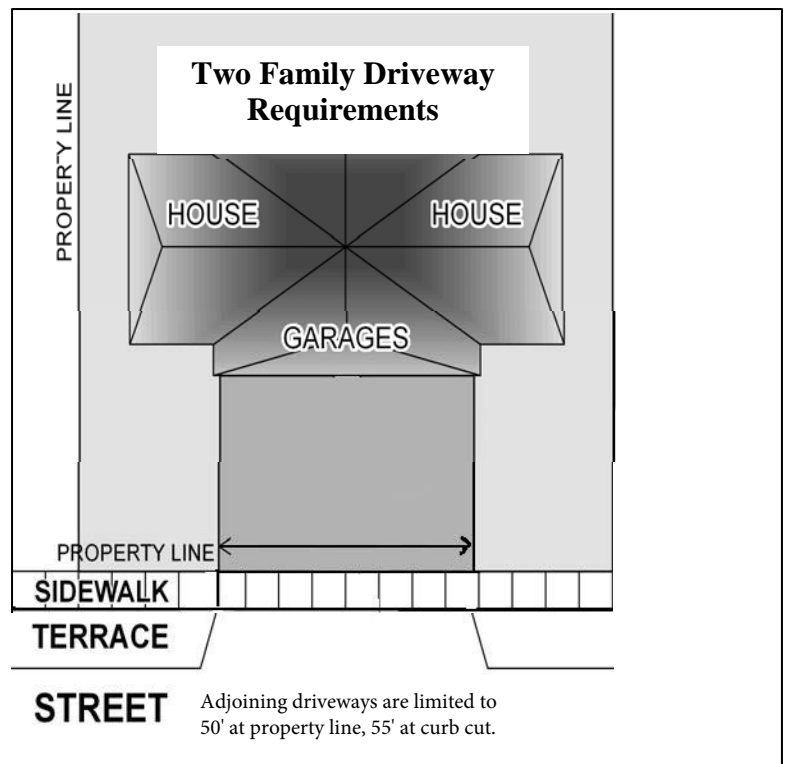 Two Family Driveway
Requirements
PROPERTY LINE
HOUSE
HOUSE
GARAGES
PROPERTY LINE
SIDEWALK
TERRACE
STREET
Adjoining driveways are limited to
50' at property line, 55' at curb cut.